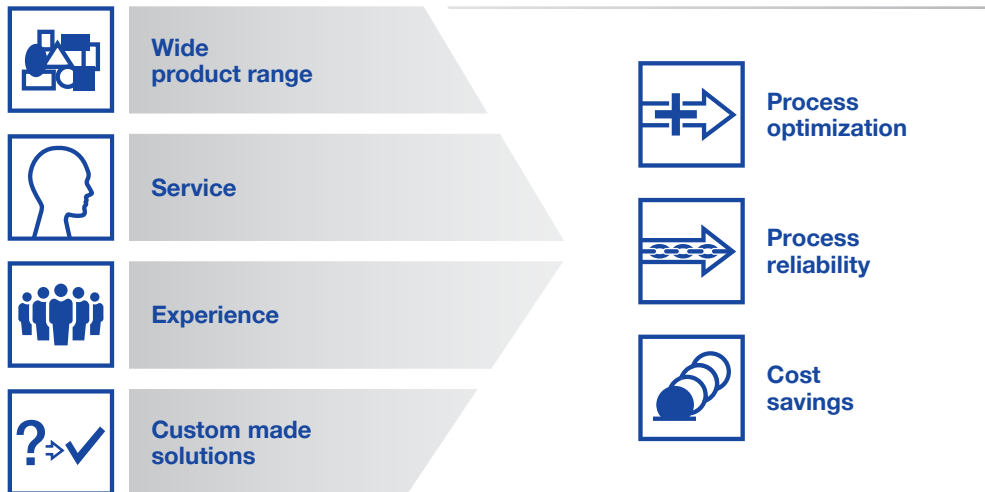 Wide
product range
Service
Experience
?
Custom made
solutions
Process
optimization
Process
reliability
Cost
savings